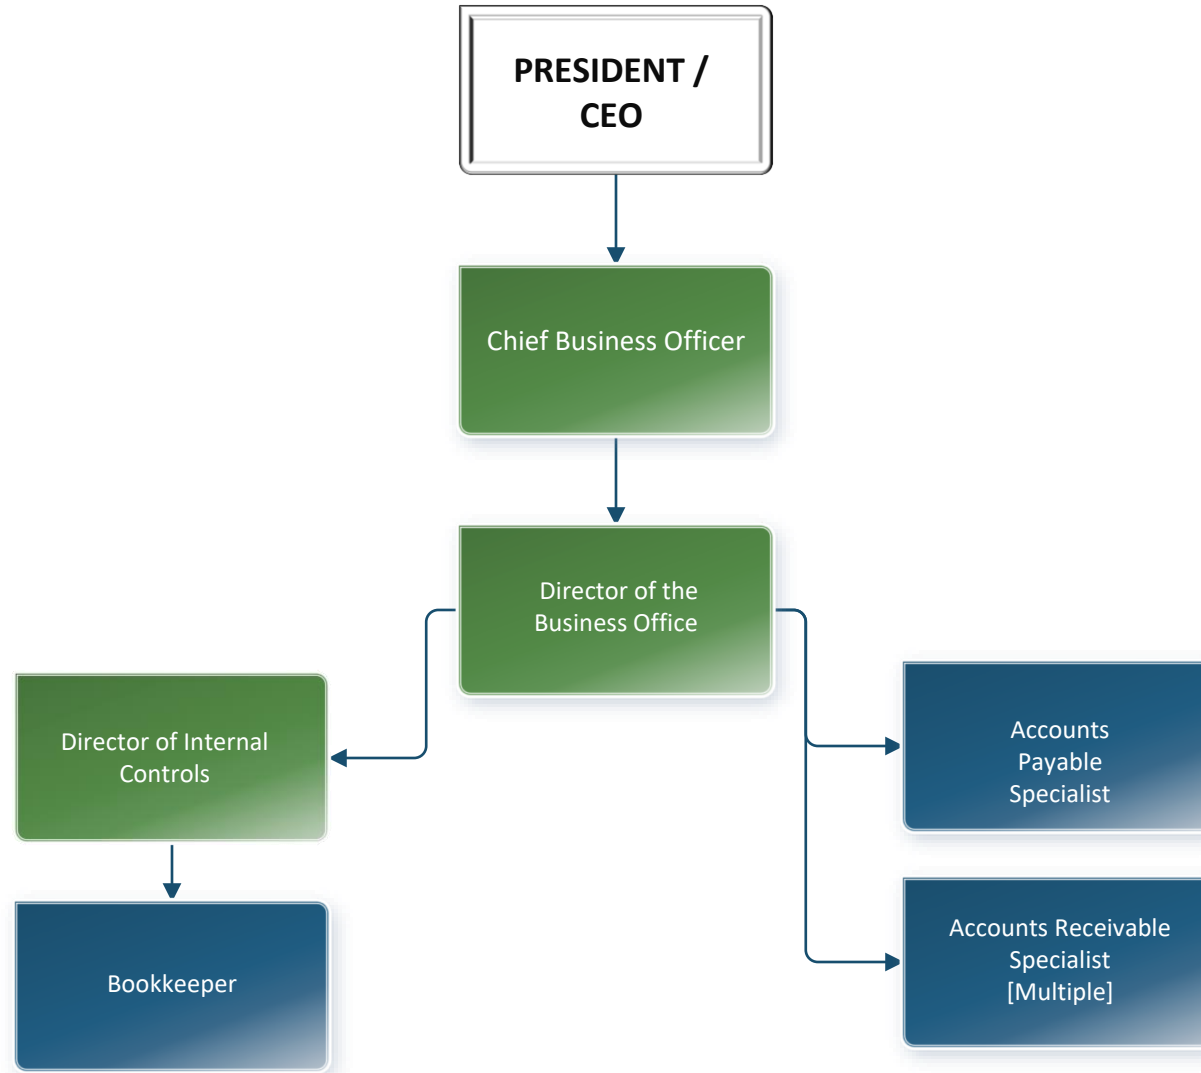 PRESIDENT /
CEO
Chief Business Officer
Director of the
Business Office
Director of Internal
Controls
Accounts
Payable
Specialist
Bookkeeper
Accounts Receivable
Specialist
[Multiple]